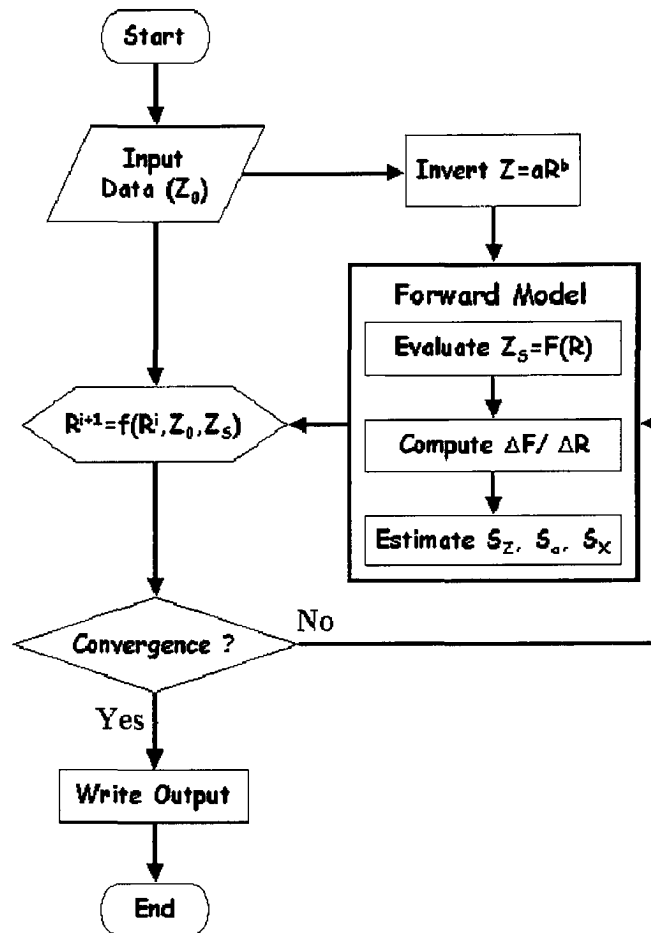 Start
Input
Data (Z₀)
Invert Z=aRᵇ
Forward Model
Evaluate Zₛ=F(R)
Rⁱ⁺¹=f(Rⁱ,Z₀,Zₛ)
Compute ΔF/ ΔR
Estimate S_Z, Sₐ, Sₓ
Convergence ?
No
Yes
Write Output
End